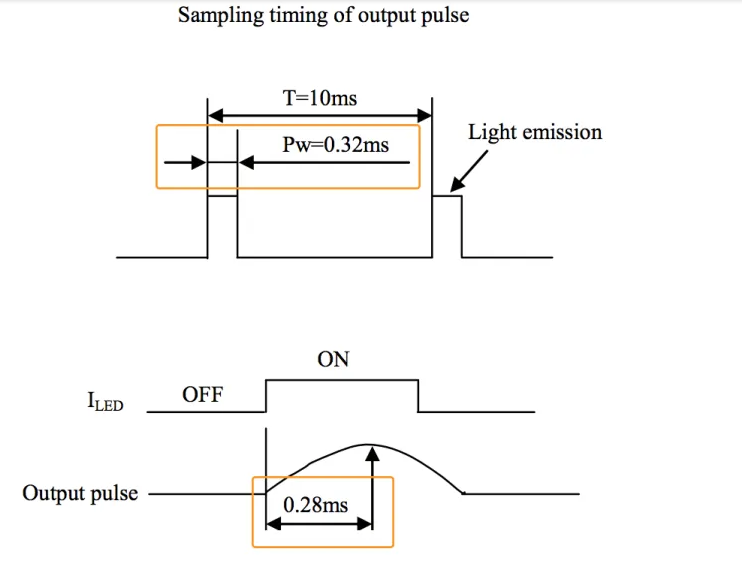 Sampling timing of output pulse
T=10ms
Pw=0.32ms
Light emission
ON
OFF
ILED
Output pulse
0.28ms